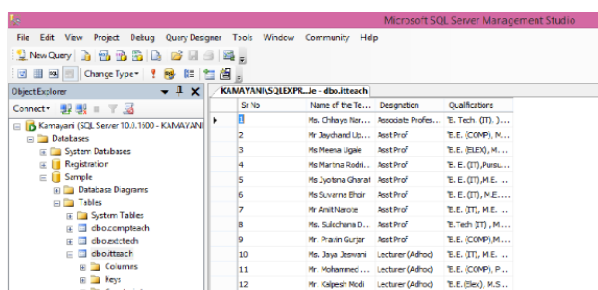 Microsoft SQL Server Management Studio
File Edit View Project Debug Query Designer Tools Window Community Help
New Query
Change Type
Object Explorer
KAMAYANI\SQLEXPR...le - dbo.itteach
Connect
Sr No Name of the Te... Designation Qualifications
Kamayani (SQL Server 10.0.1600 - KAMAYANI
Databases
System Databases
Registration
Sample
Database Diagrams
Tables
System Tables
dbo.compteach
dbo.itteach
Columns
Keys
1 Ms. Chhaya Nar... Associate Profes...
2 Mr Jaychand Up... Asst Prof B.E. (COMP), M...
3 Ms Meena Ugale Asst Prof B.E. (ELEX), M...
4 Ms Martina Rodri... Asst Prof B. E. (IT),Pursu...
5 Ms Jyotsna Gharat Asst Prof B. E. (IT),M.E. ...
6 Ms Suvarna Bhoir Asst Prof B. E. (IT), M.E....
7 Mr Amit Narote Asst Prof B.E. (IT), M.E. ...
8 Ms. Sulochana D... Asst Prof B.Tech (IT) , M...
9 Mr. Pravin Gurjar Asst Prof B.E. (COMP),M...
10 Ms. Jaya Jeswani Lecturer (Adhoc) B.E. (IT), M.E. ...
11 Mr. Mohammed ... Lecturer (Adhoc) B.E. (COMP), P...
12 Mr. Kalpesh Modi Lecturer (Adhoc) B.E. (Elex), M.S...